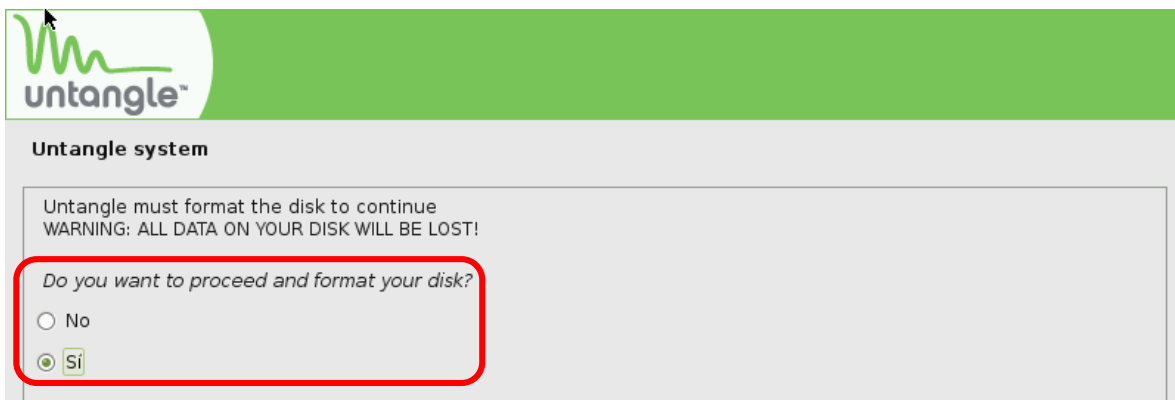 untangle™
Untangle system
Untangle must format the disk to continue
WARNING: ALL DATA ON YOUR DISK WILL BE LOST!
Do you want to proceed and format your disk?
No
Sí